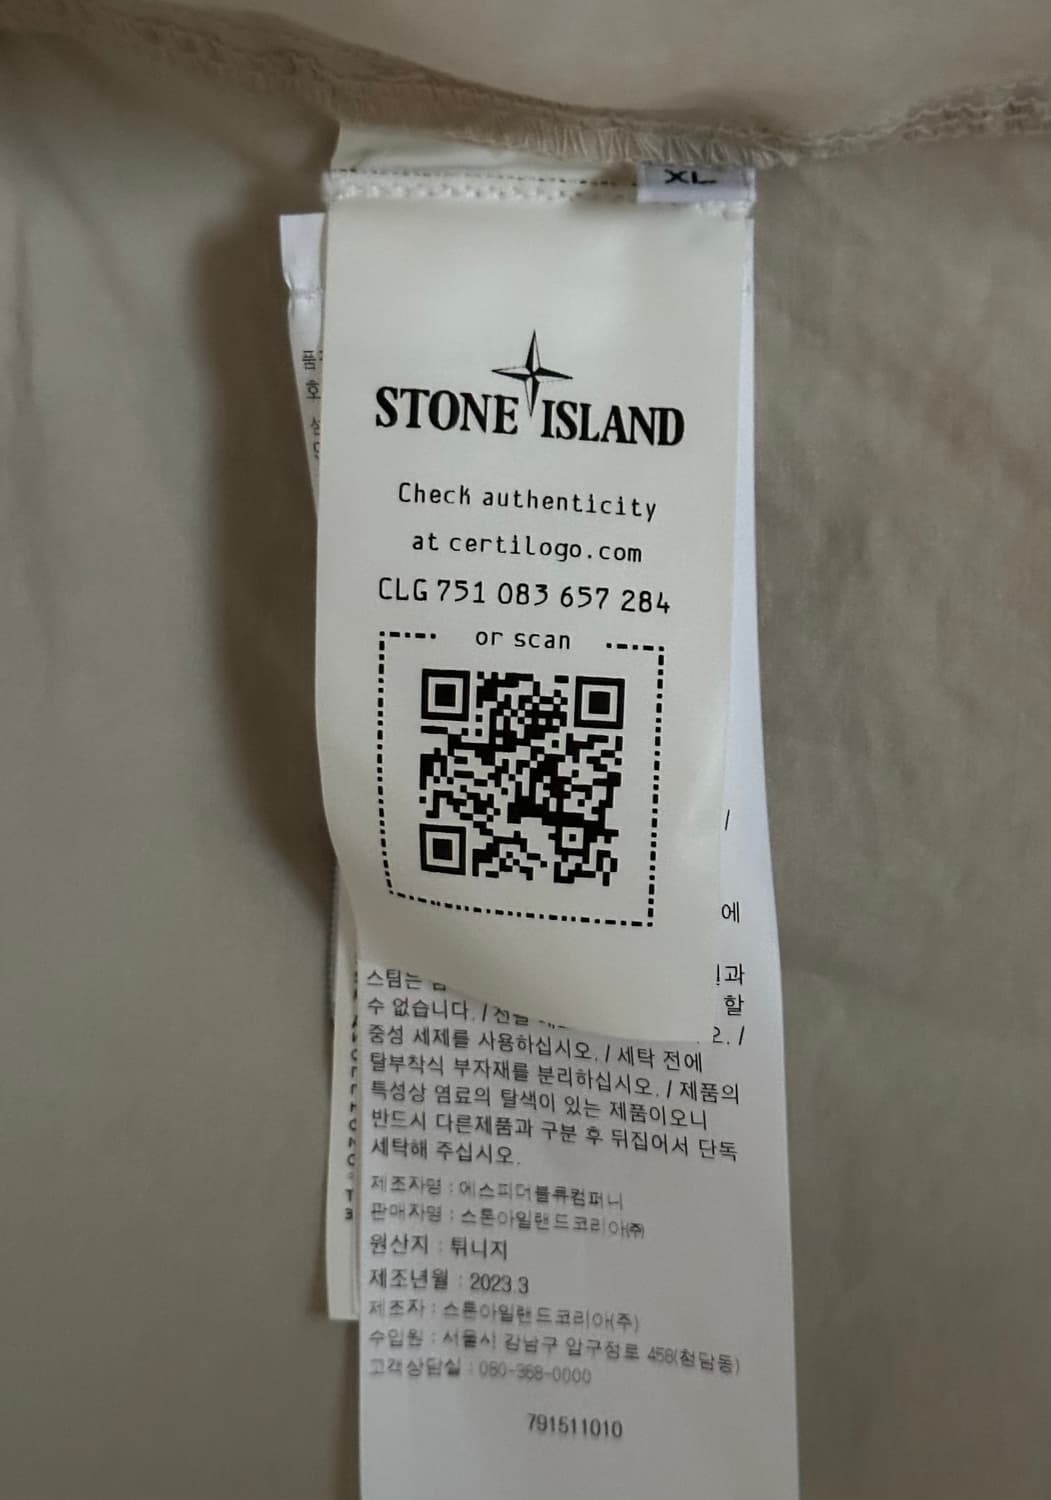 XL
STONE ISLAND
Check authenticity
at certilogo.com
CLG 751 083 657 284
or scan
호
/
에
과
할
스팀는
수 없습니다. / 전
오. /
중성 세제를 사용하십시오. / 세탁 전에
탈부착식 부자재를 분리하십시오. / 제품의
특성상 염료의 탈색이 있는 제품이오니
반드시 다른제품과 구분 후 뒤집어서 단독
세탁해 주십시오.
제조자명 : 에스피더블류컴퍼니
판매자명 : 스톤아일랜드코리아㈜
원산지 : 튀니지
제조년월 : 2023.3
제조자 : 스톤아일랜드코리아(주)
수입원 : 서울시 강남구 압구정로 458(청담동)
고객상담실 : 080-368-0000
791511010